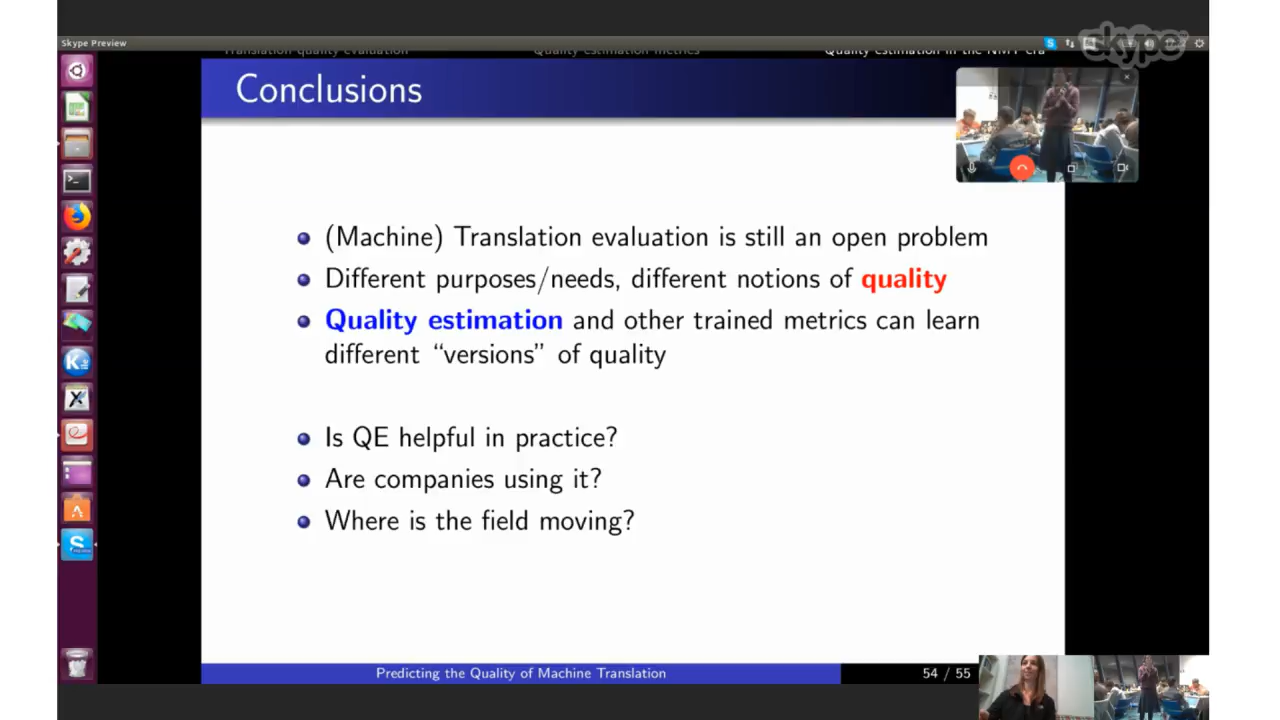 Skype Preview
skype
Translation quality evaluation
Quality estimation metrics
Quality estimation in the NMT era
Conclusions
(Machine) Translation evaluation is still an open problem
Different purposes/needs, different notions of quality
Quality estimation and other trained metrics can learn
different “versions” of quality
Is QE helpful in practice?
Are companies using it?
Where is the field moving?
Predicting the Quality of Machine Translation
54 / 55